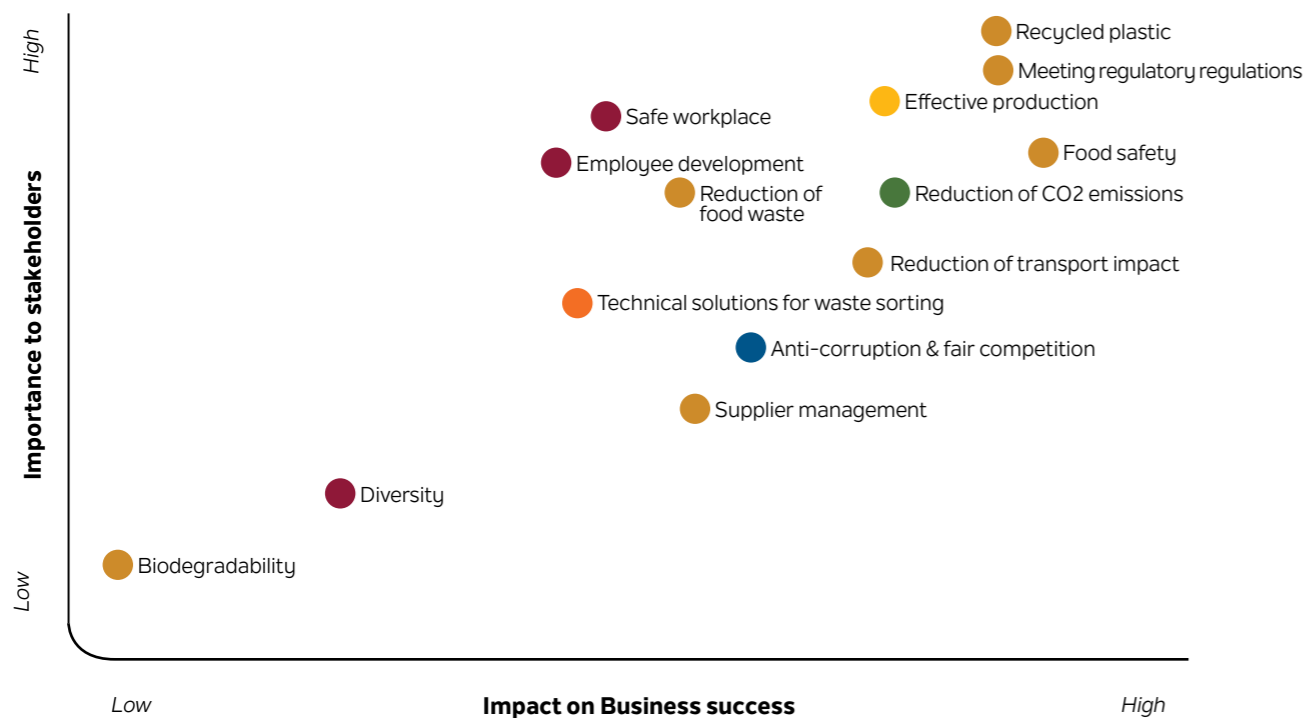 High
Recycled plastic
Meeting regulatory regulations
Effective production
Safe workplace
Food safety
Employee development
Reduction of
food waste
Reduction of CO2 emissions
Importance to stakeholders
Reduction of transport impact
Technical solutions for waste sorting
Anti-corruption & fair competition
Supplier management
Diversity
Biodegradability
Low
Low
Impact on Business success
High